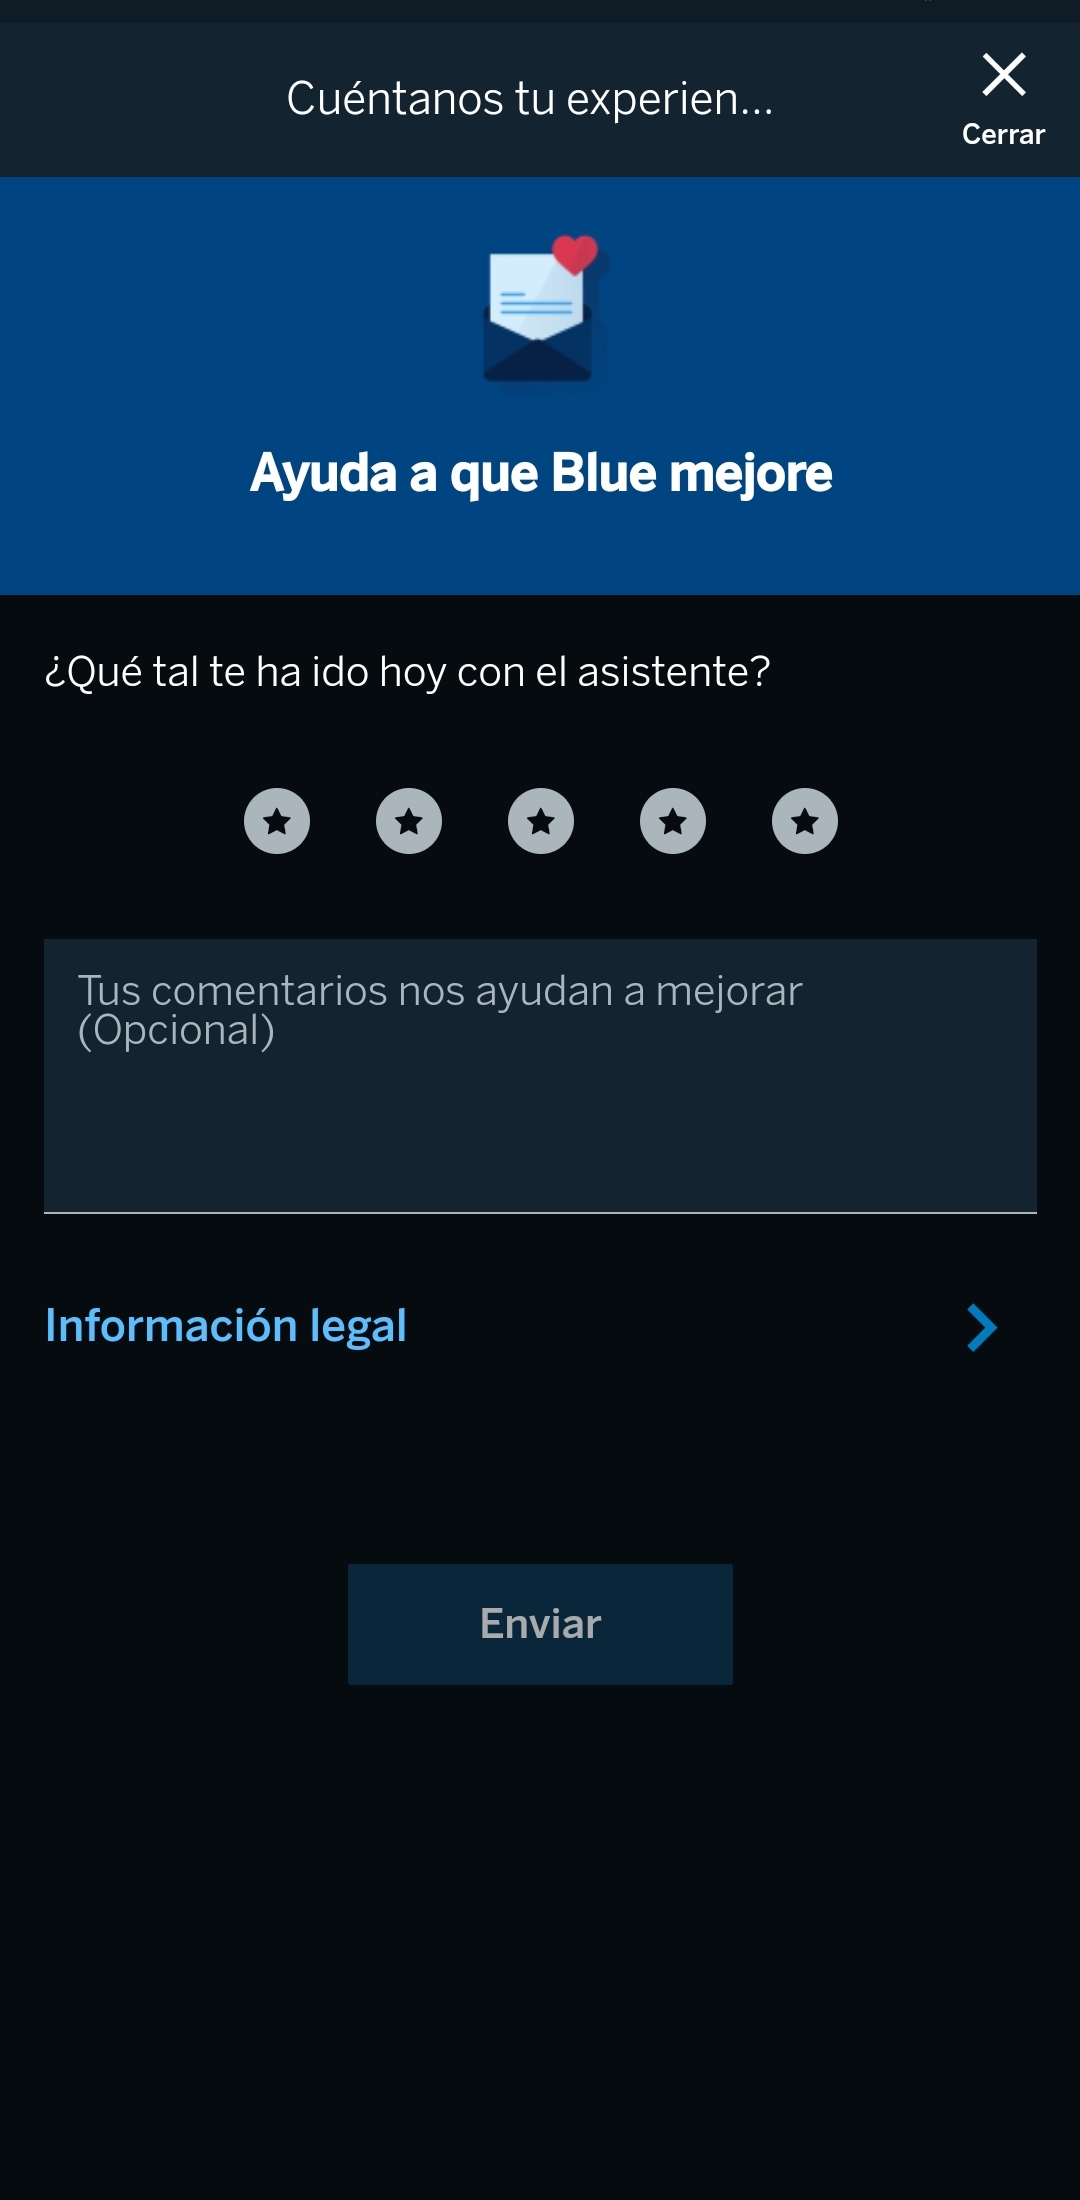 Cuéntanos tu experien...
Cerrar
Ayuda a que Blue mejore
¿Qué tal te ha ido hoy con el asistente?
Tus comentarios nos ayudan a mejorar
(Opcional)
Información legal
Enviar